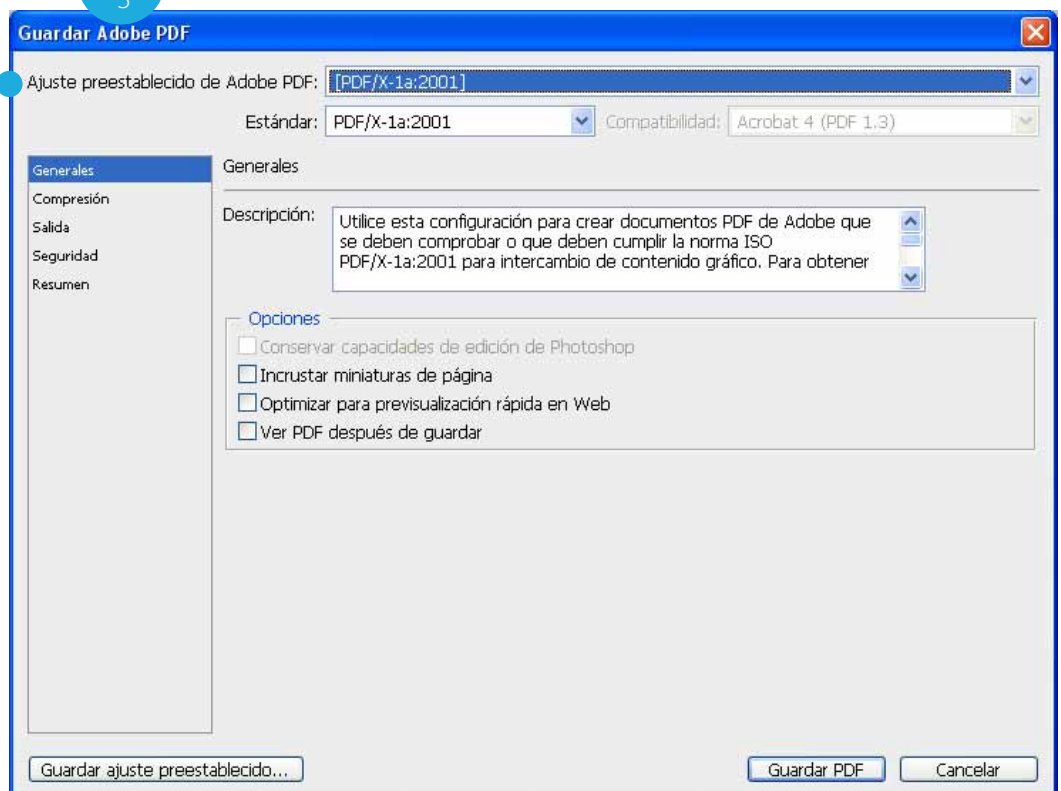 3
Guardar Adobe PDF
Ajuste preestablecido de Adobe PDF: [PDF/X-1a:2001]
Estándar: PDF/X-1a:2001 Compatibilidad: Acrobat 4 (PDF 1.3)
Generales
Compresión
Salida
Seguridad
Resumen
Generales
Descripción: Utilice esta configuración para crear documentos PDF de Adobe que
se deben comprobar o que deben cumplir la norma ISO
PDF/X-1a:2001 para intercambio de contenido gráfico. Para obtener
Opciones
Conservar capacidades de edición de Photoshop
Incrustar miniaturas de página
Optimizar para previsualización rápida en Web
Ver PDF después de guardar
Guardar ajuste preestablecido... Guardar PDF Cancelar